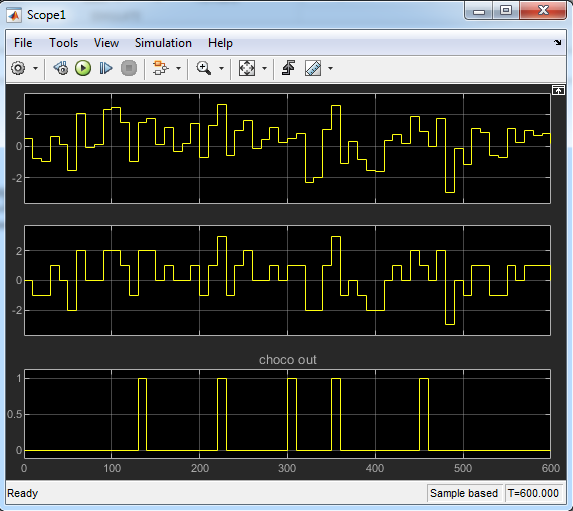 Scope1
File Tools View Simulation Help
2
0
-2
2
0
-2
choco out
1
0.5
0
0 100 200 300 400 500 600
Ready Sample based T=600.000